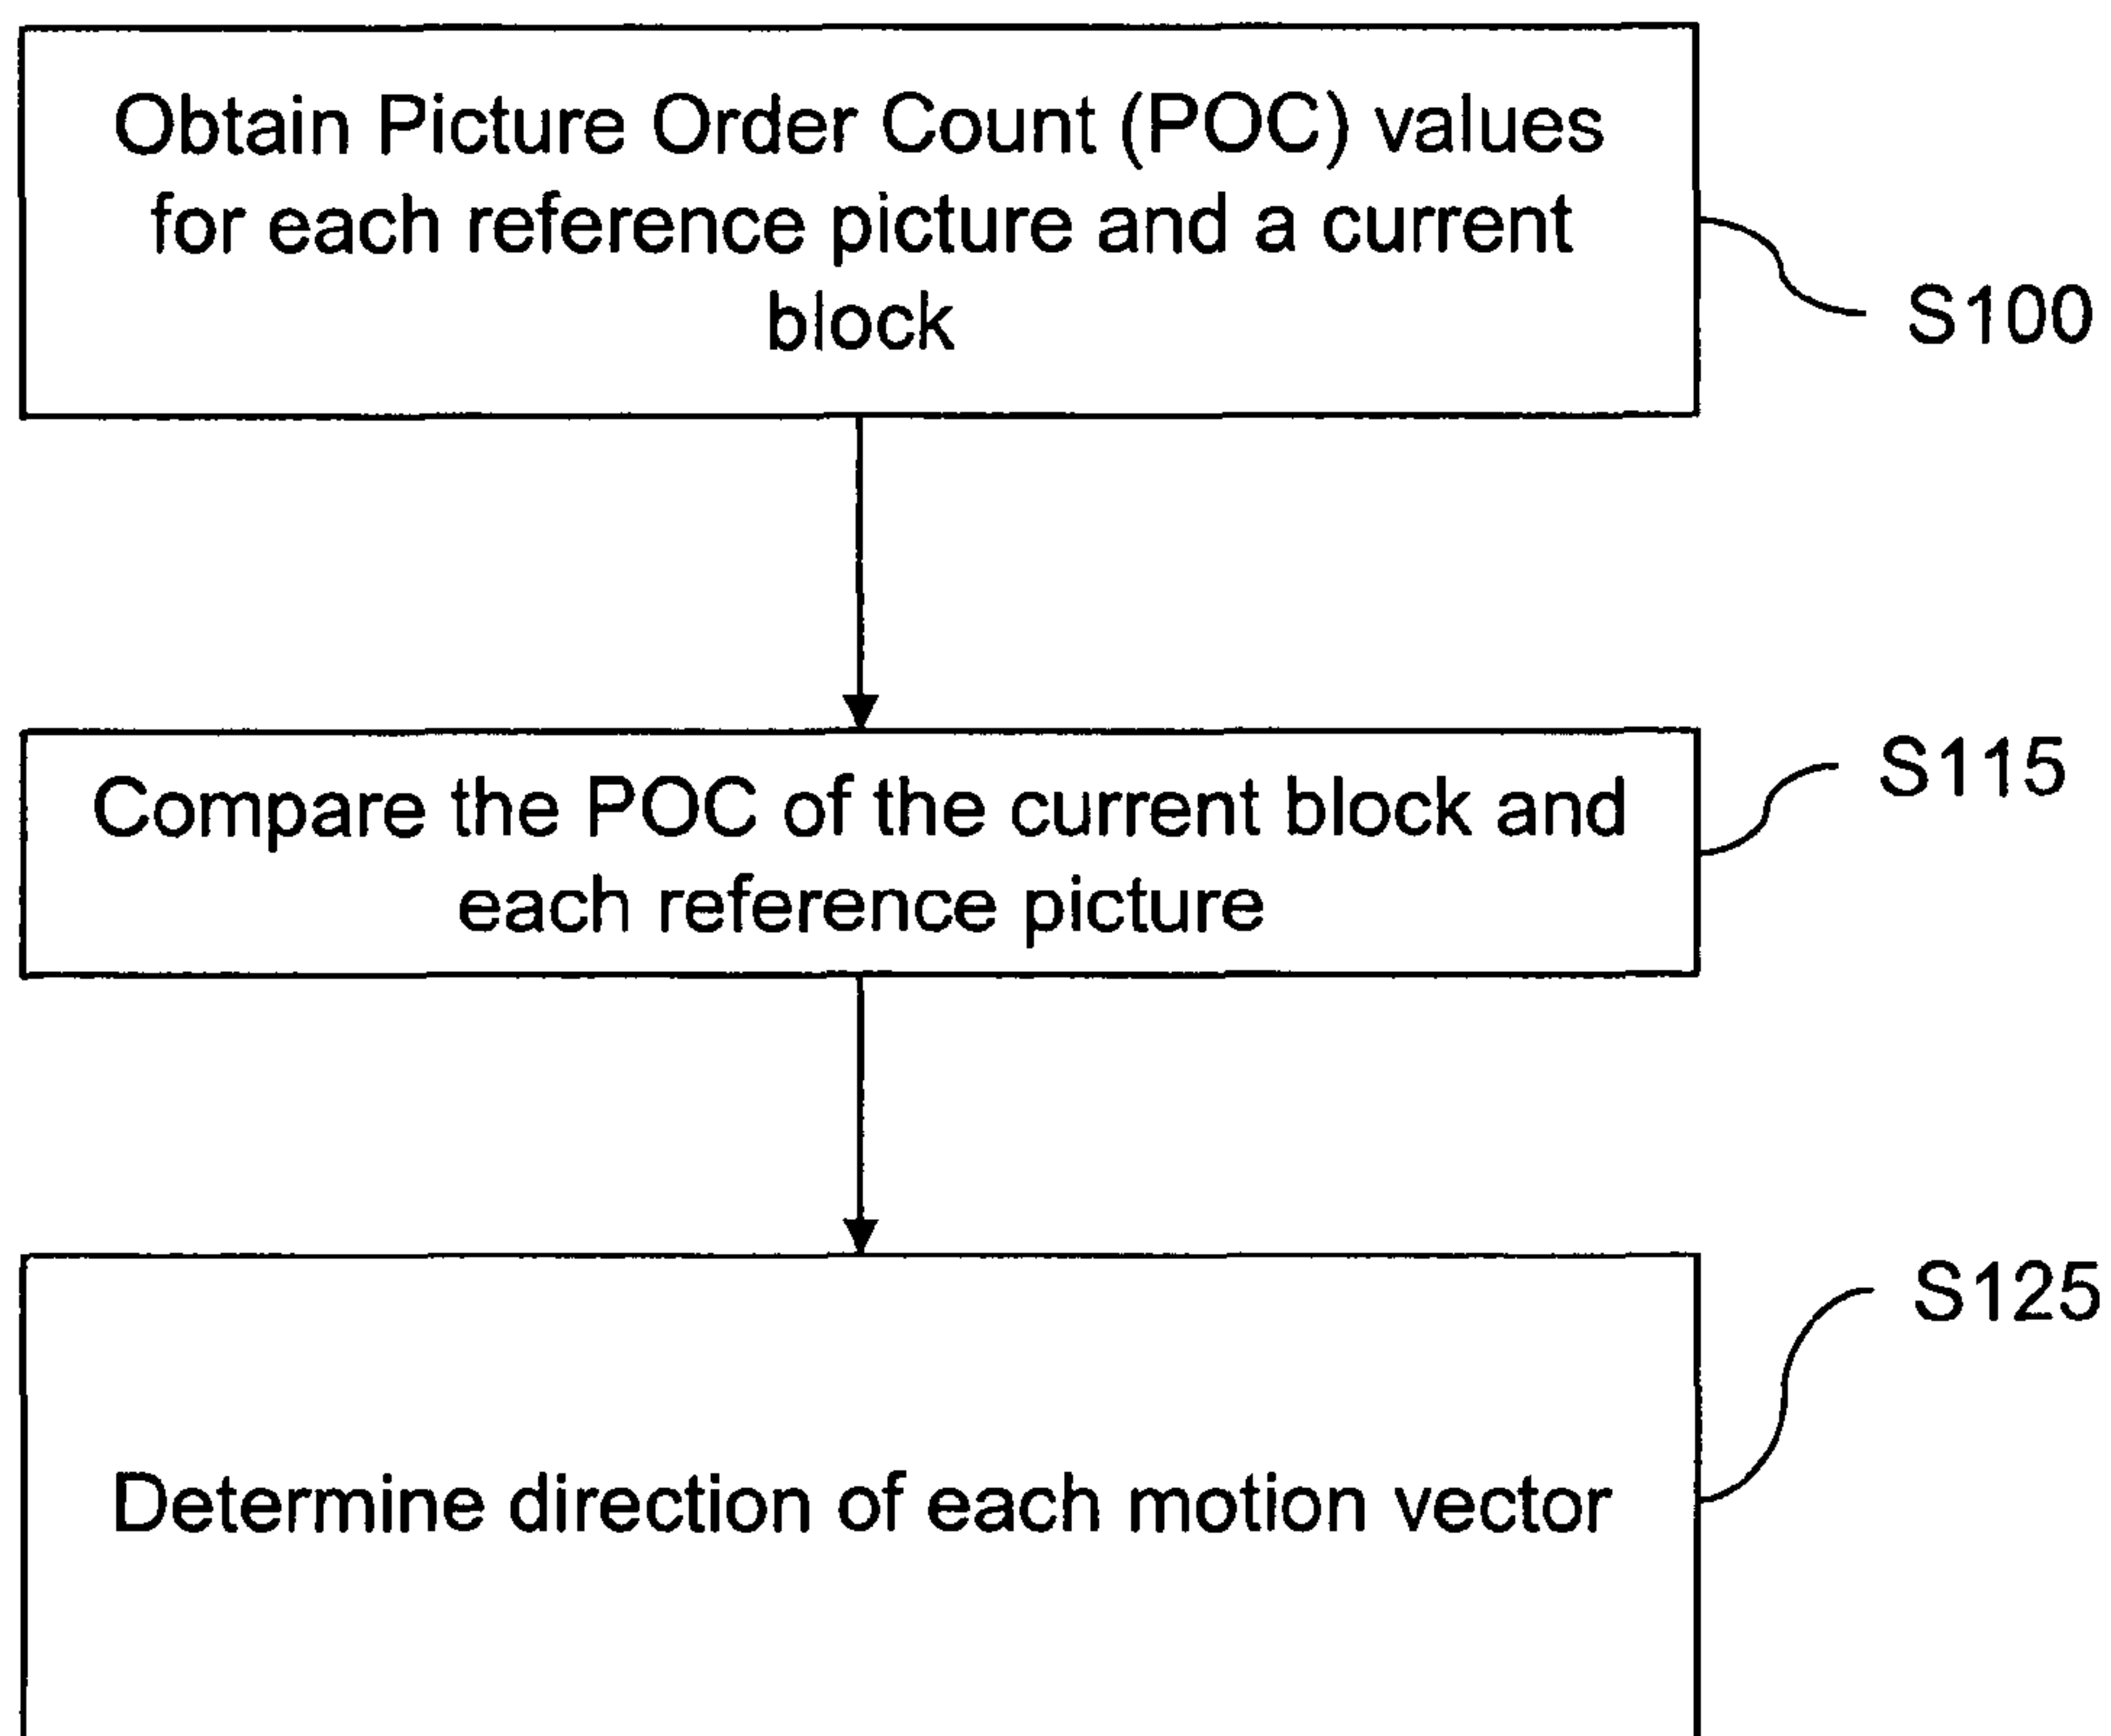 Obtain Picture Order Count (POC) values
for each reference picture and a current
block
S100
Compare the POC of the current block and
each reference picture
S115
Determine direction of each motion vector
S125